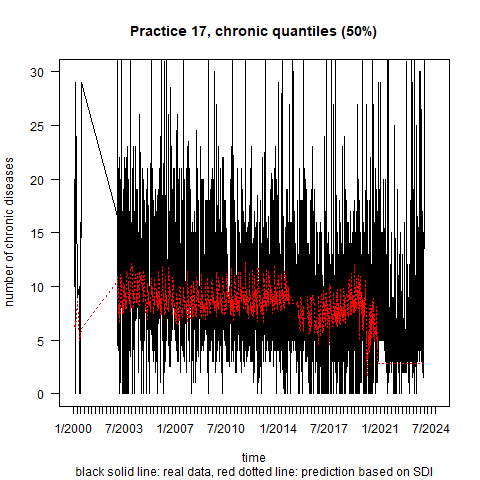 Practice 17, chronic quantiles (50%)
number of chronic diseases
30
25
20
15
10
5
0
1/2000 7/2003 1/2007 7/2010 1/2014 7/2017 1/2021 7/2024
time
black solid line: real data, red dotted line: prediction based on SDI